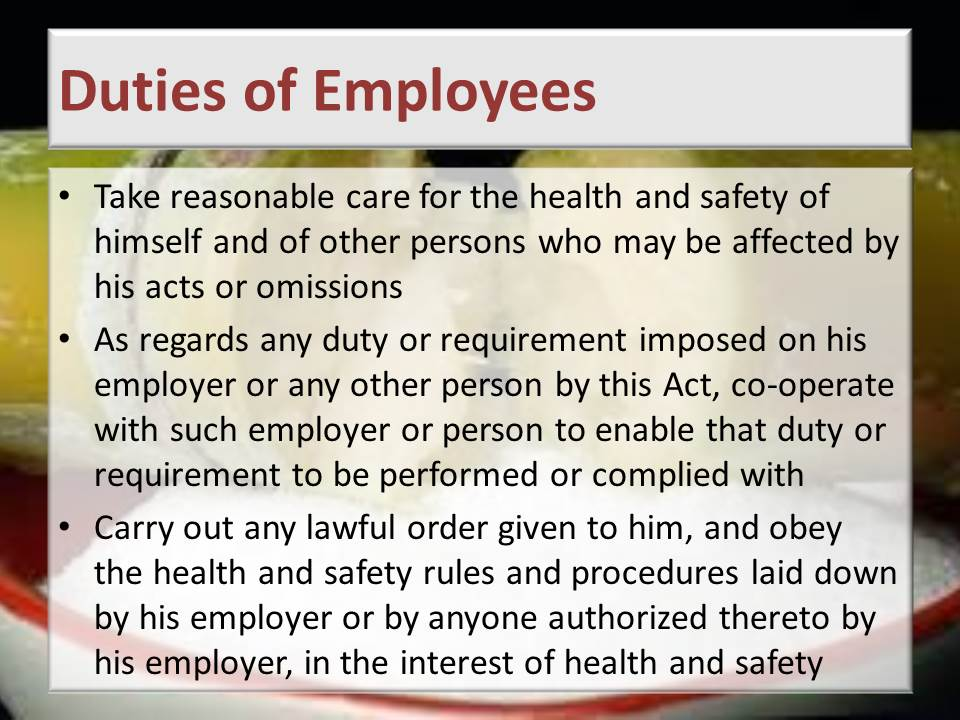 Duties of Employees
• Take reasonable care for the health and safety of
himself and of other persons who may be affected by
his acts or omissions
• As regards any duty or requirement imposed on his
employer or any other person by this Act, co-operate
with such employer or person to enable that duty or
requirement to be performed or complied with
• Carry out any lawful order given to him, and obey
the health and safety rules and procedures laid down
by his employer or by anyone authorized thereto by
his employer, in the interest of health and safety